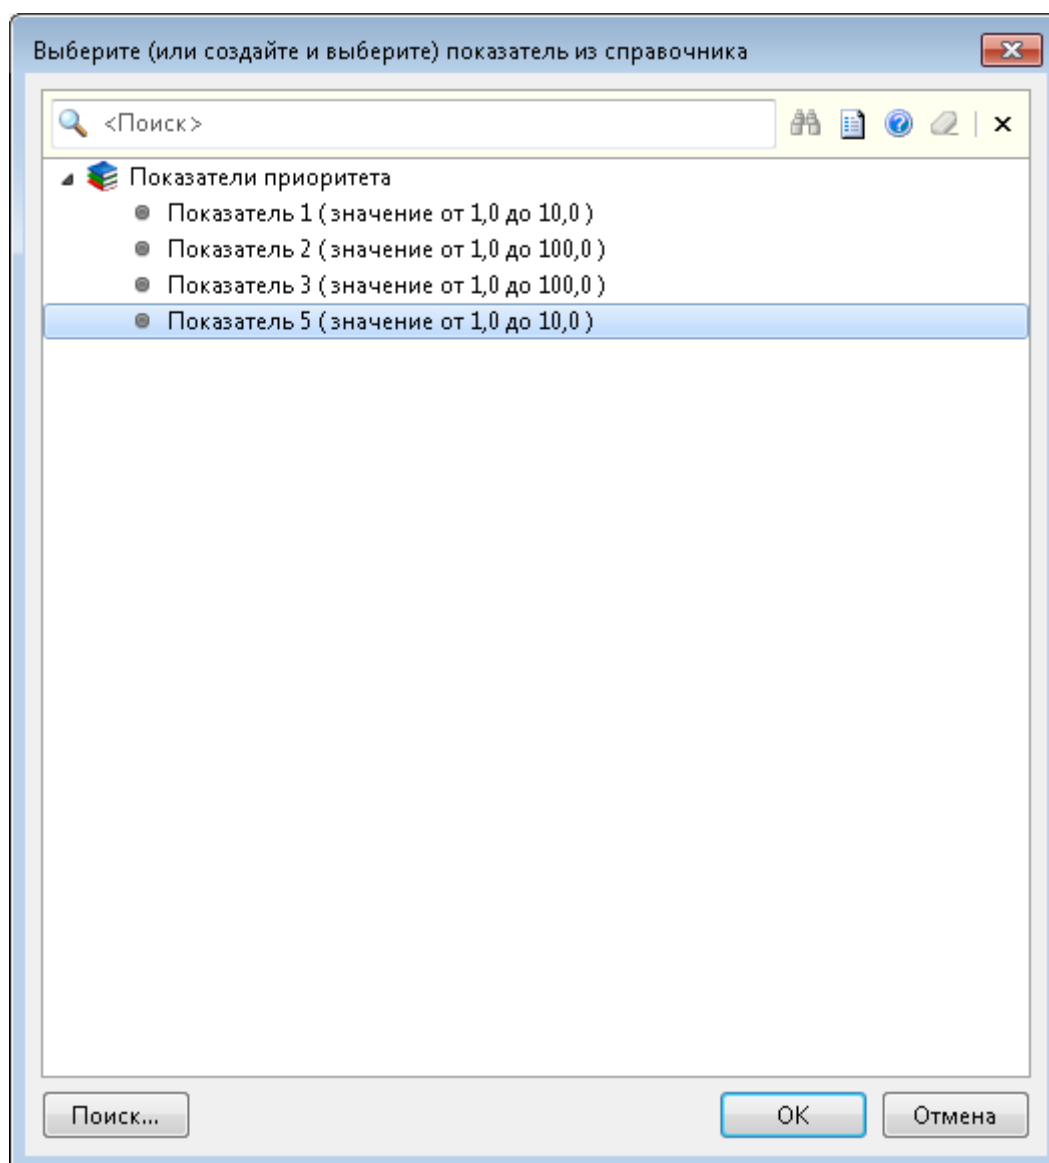 Выберите (или создайте и выберите) показатель из справочника
<Поиск>
Показатели приоритета
Показатель 1 ( значение от 1,0 до 10,0 )
Показатель 2 ( значение от 1,0 до 100,0 )
Показатель 3 ( значение от 1,0 до 100,0 )
Показатель 5 ( значение от 1,0 до 10,0 )
Поиск...
ОК
Отмена